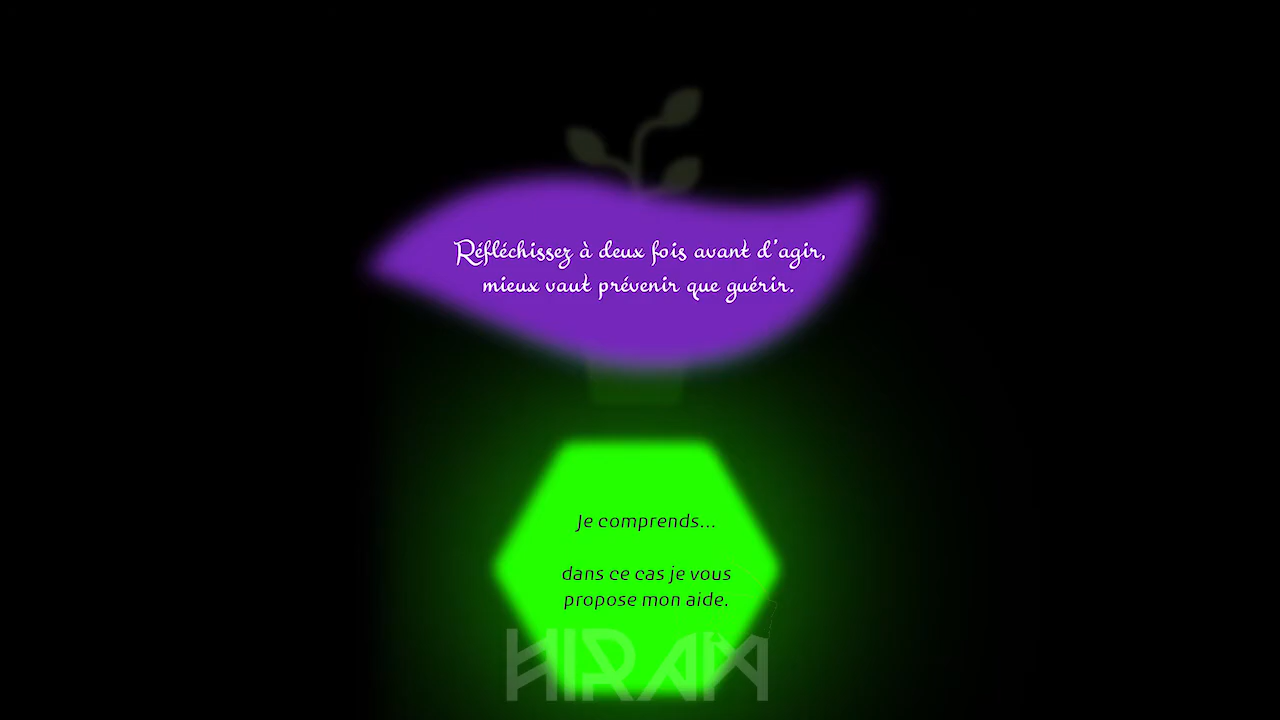 Réfléchissez à deux fois avant d'agir,
mieux vaut prévenir que guérir.
Je comprends...
dans ce cas je vous
propose mon aide.
HIRAM